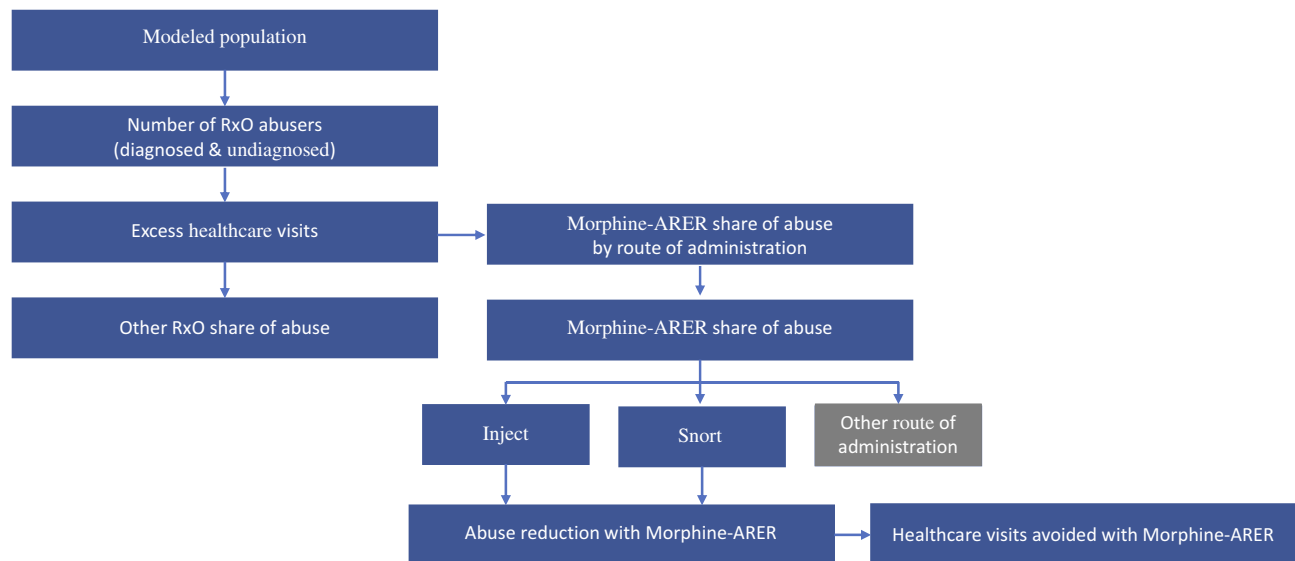 Modeled population
Number of RxO abusers
(diagnosed & undiagnosed)
Excess healthcare visits
Morphine-ARER share of abuse
by route of administration
Other RxO share of abuse
Morphine-ARER share of abuse
Inject
Snort
Other route of
administration
Abuse reduction with Morphine-ARER
Healthcare visits avoided with Morphine-ARER